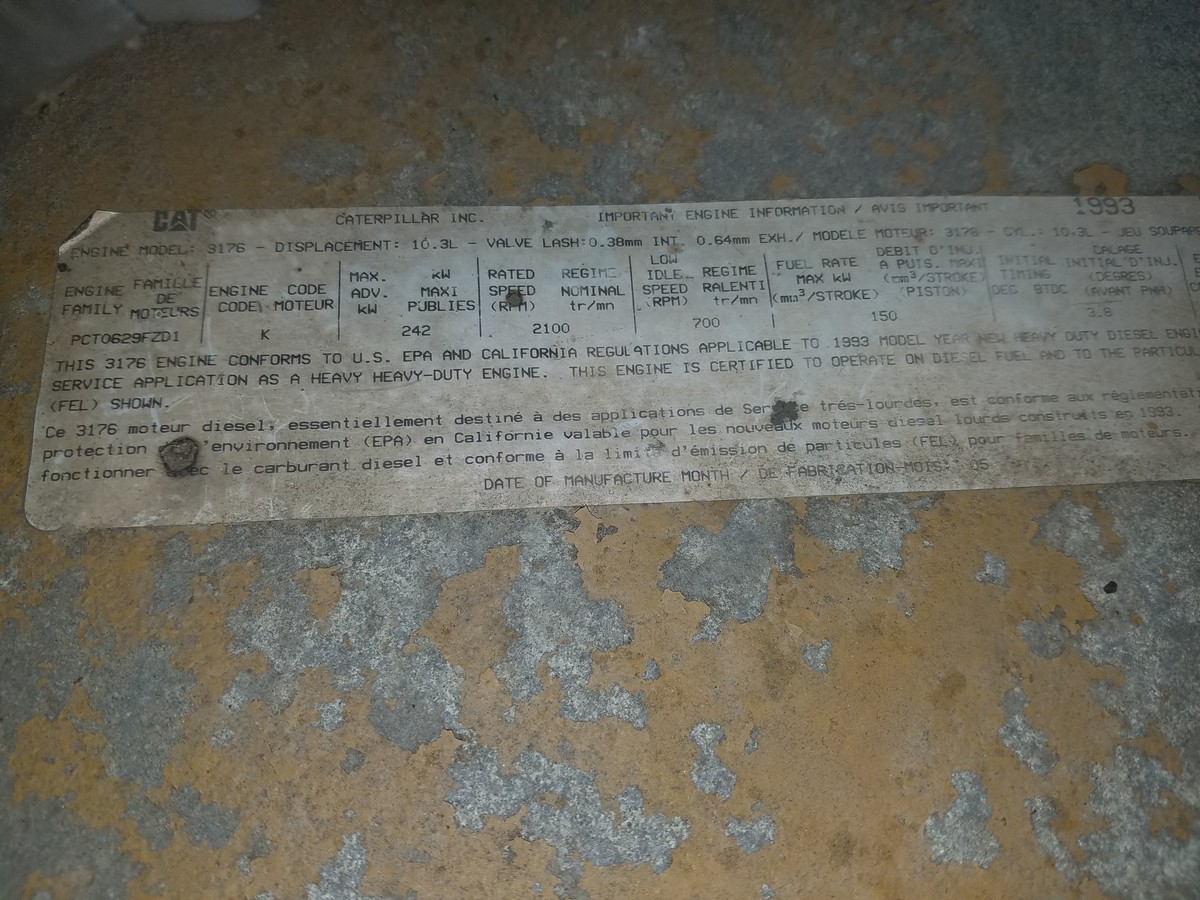 CAT® CATERPILLAR INC. IMPORTANT ENGINE INFORMATION / AVIS IMPORTANT 1993
ENGINE MODEL: 3176 - DISPLACEMENT: 10.3L - VALVE LASH:0.38mm INT. 0.64mm EXH./ MODELE MOTEUR: 3176 - CYL.: 10.3L - JEU SOUPAP
ENGINE FAMILLE DE FAMILY MOTEURS
ENGINE CODE CODE MOTEUR
MAX. kW ADV. MAXI kW PUBLIES
RATED REGIME SPEED NOMINAL (RPM) tr/mn
LOW IDLE REGIME SPEED RALENTI (RPM) tr/mn
FUEL RATE MAX kW (mm³/STROKE)
DEBIT D'INJ. A PUIS. MAXI (mm³/STROKE) PISTON)
INITIAL TIMING DEG BTDC
CALAGE INITIAL D'INJ. (DEGRES) (AVANT PMH)
PCT0629FZD1 K 242 2100 700 150 3.8
THIS 3176 ENGINE CONFORMS TO U.S. EPA AND CALIFORNIA REGULATIONS APPLICABLE TO 1993 MODEL YEAR NEW HEAVY DUTY DIESEL ENGI
SERVICE APPLICATION AS A HEAVY HEAVY-DUTY ENGINE. THIS ENGINE IS CERTIFIED TO OPERATE ON DIESEL FUEL AND TO THE PARTICUL
(FEL) SHOWN.
Ce 3176 moteur diesel, essentiellement destiné à des applications de trés-lourdes, est conforme aux réglementat
protection 'environnement (EPA) en Californie valable pour les nouveaux moteurs diesel lourds construits en 1993.
fonctionner le carburant diesel et conforme à la limite d'émission de particules (FEL) pour familles de moteurs.
DATE OF MANUFACTURE MONTH / DE FABRICATION-MOIS: 05